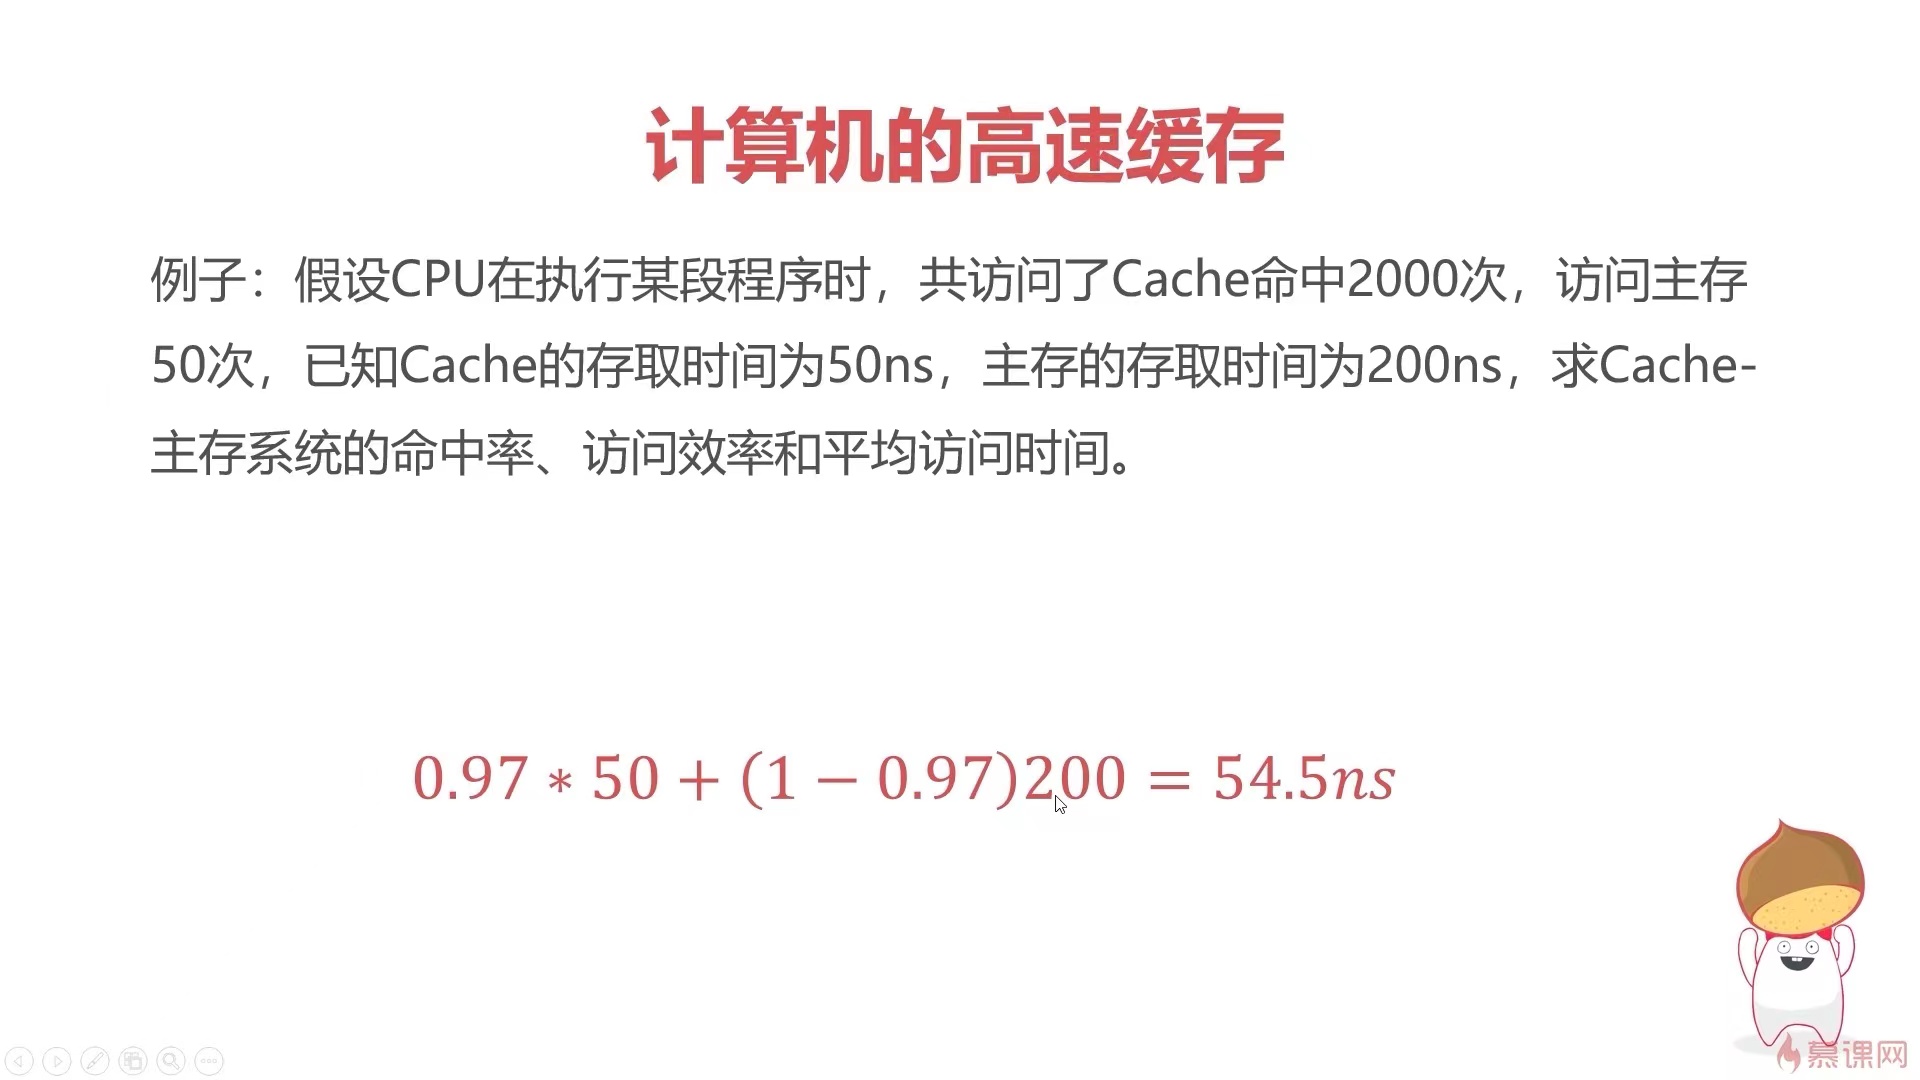 计算机的高速缓存
例子：假设CPU在执行某段程序时，共访问了Cache命中2000次，访问主存
50次，已知Cache的存取时间为50ns，主存的存取时间为200ns，求Cache-
主存系统的命中率、访问效率和平均访问时间。
0.97 ∗ 50 + (1 − 0.97)200 = 54.5ns
慕课网